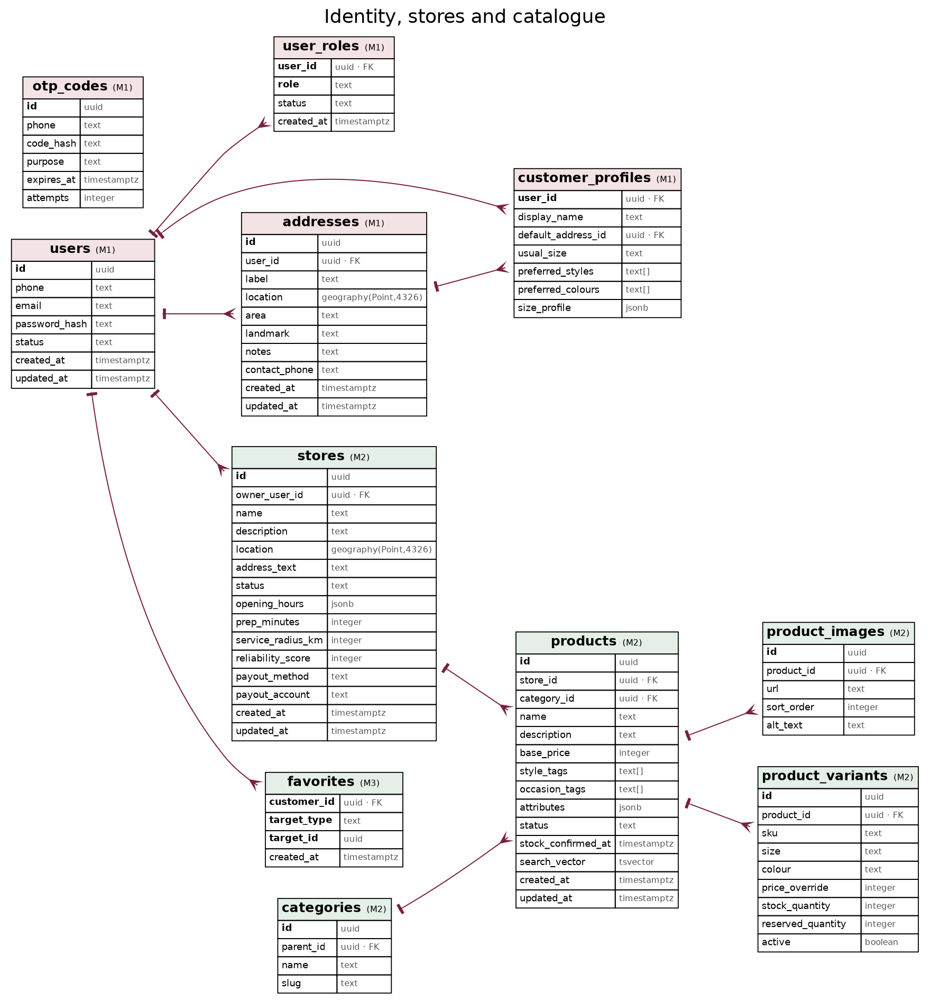 Identity, stores and catalogue
user_roles (M1)
user_id uuid · FK
role text
status text
created_at timestamptz
otp_codes (M1)
id uuid
phone text
code_hash text
purpose text
expires_at timestamptz
attempts integer
customer_profiles (M1)
user_id uuid · FK
display_name text
default_address_id uuid · FK
usual_size text
preferred_styles text[]
preferred_colours text[]
size_profile jsonb
addresses (M1)
id uuid
user_id uuid · FK
label text
location geography(Point,4326)
area text
landmark text
notes text
contact_phone text
created_at timestamptz
updated_at timestamptz
users (M1)
id uuid
phone text
email text
password_hash text
status text
created_at timestamptz
updated_at timestamptz
stores (M2)
id uuid
owner_user_id uuid · FK
name text
description text
location geography(Point,4326)
address_text text
status text
opening_hours jsonb
prep_minutes integer
service_radius_km integer
reliability_score integer
payout_method text
payout_account text
created_at timestamptz
updated_at timestamptz
products (M2)
id uuid
store_id uuid · FK
category_id uuid · FK
name text
description text
base_price integer
style_tags text[]
occasion_tags text[]
attributes jsonb
status text
stock_confirmed_at timestamptz
search_vector tsvector
created_at timestamptz
updated_at timestamptz
product_images (M2)
id uuid
product_id uuid · FK
url text
sort_order integer
alt_text text
product_variants (M2)
id uuid
product_id uuid · FK
sku text
size text
colour text
price_override integer
stock_quantity integer
reserved_quantity integer
active boolean
favorites (M3)
customer_id uuid · FK
target_type text
target_id uuid
created_at timestamptz
categories (M2)
id uuid
parent_id uuid · FK
name text
slug text